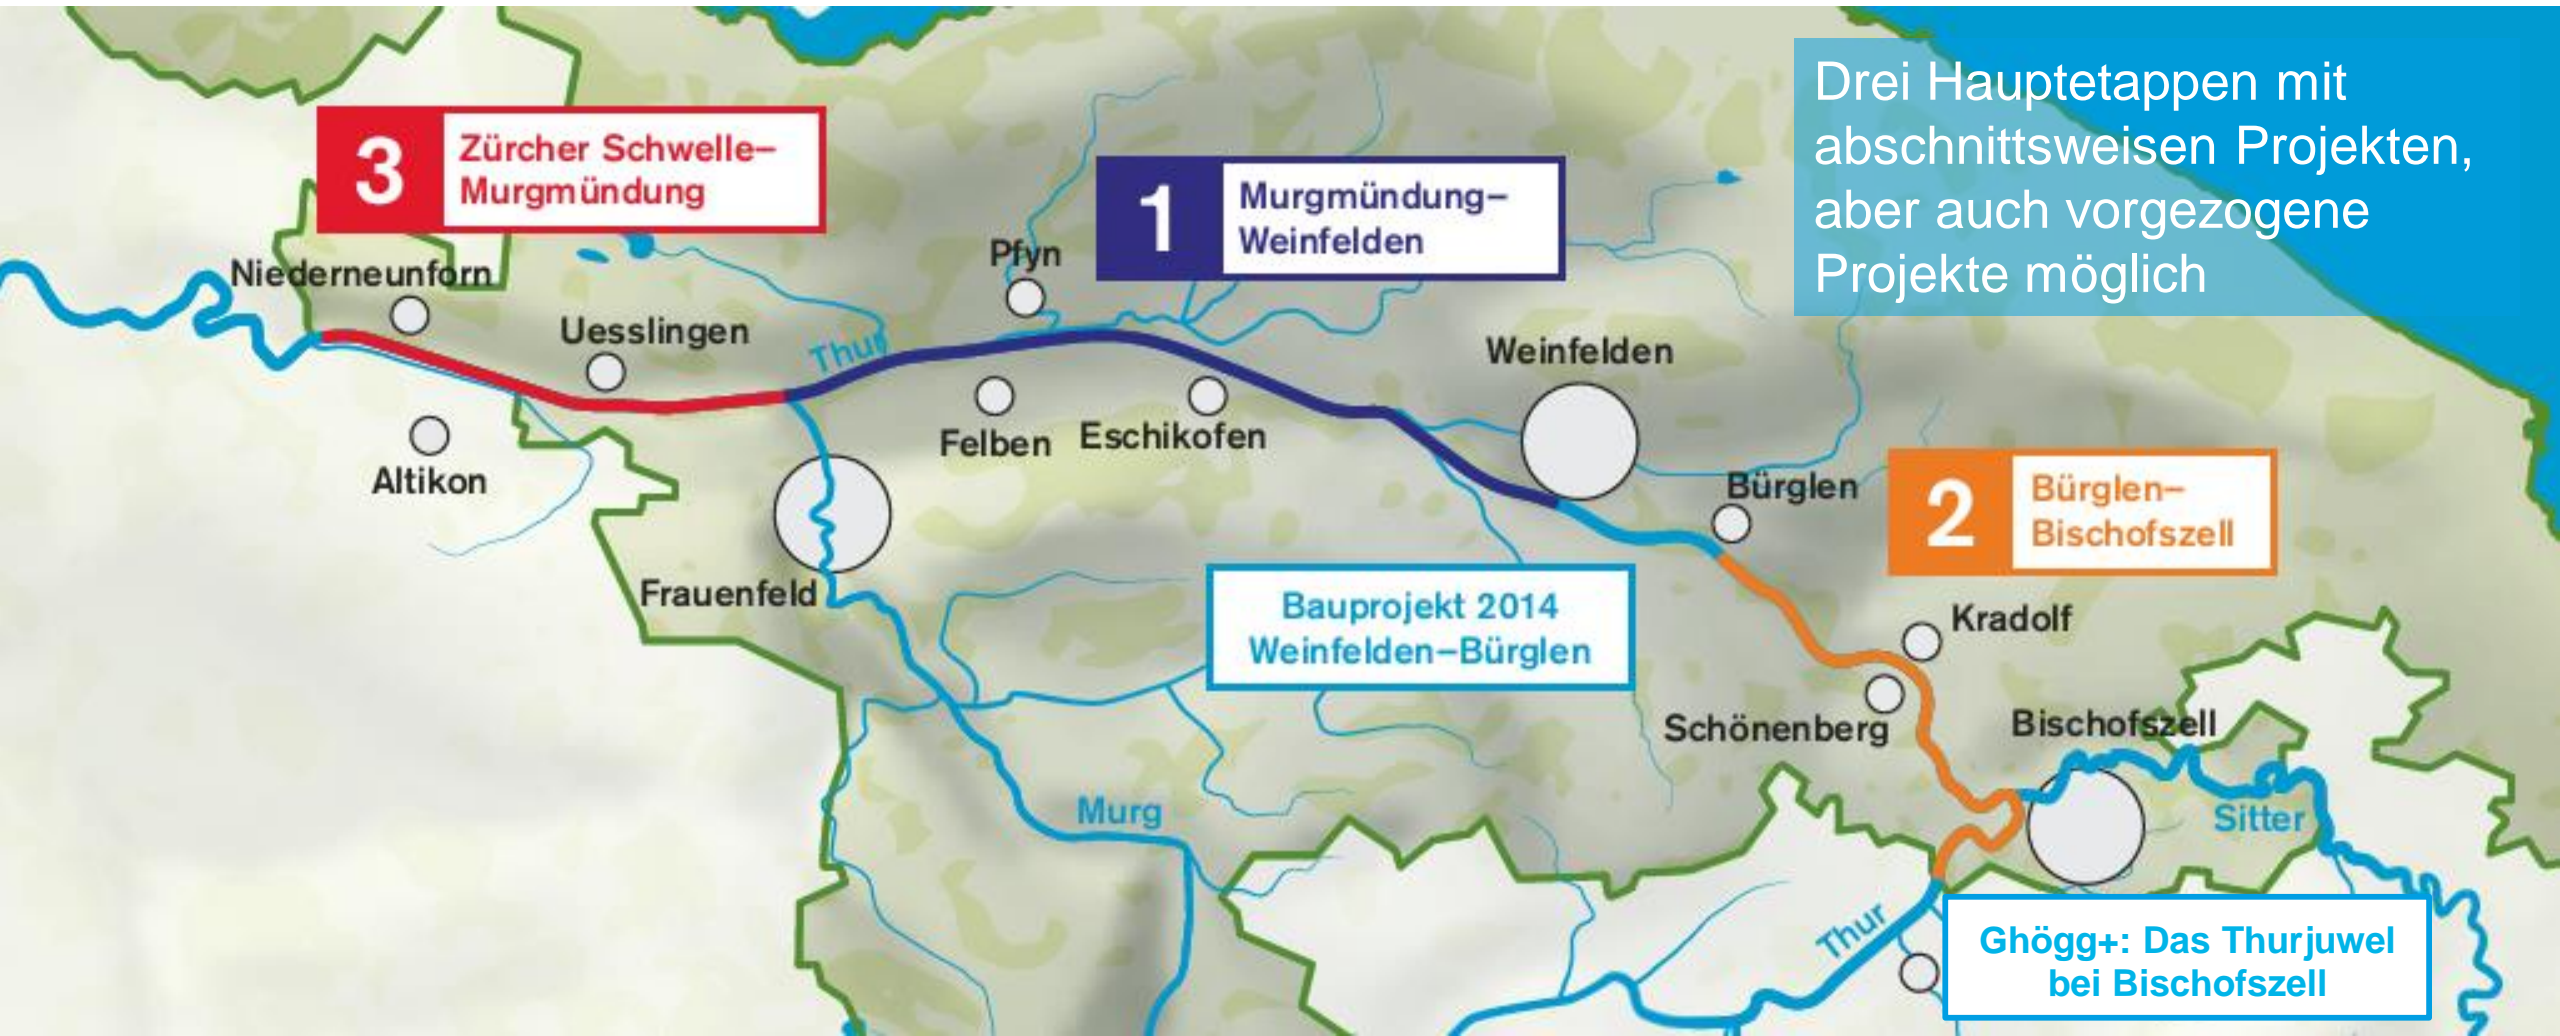 Drei Hauptetappen mit
abschnittsweisen Projekten,
aber auch vorgezogene
Projekte möglich
3
Zürcher Schwelle–
Murgmündung
1
Murgmündung–
Weinfelden
Pfyn
Niederneunforn
Uesslingen
Thur
Weinfelden
Felben
Eschikofen
Altikon
Bürglen
2
Bürglen–
Bischofszell
Frauenfeld
Bauprojekt 2014
Weinfelden–Bürglen
Kradolf
Schönenberg
Bischofszell
Murg
Sitter
Thur
Ghögg+: Das Thurjuwel
bei Bischofszell